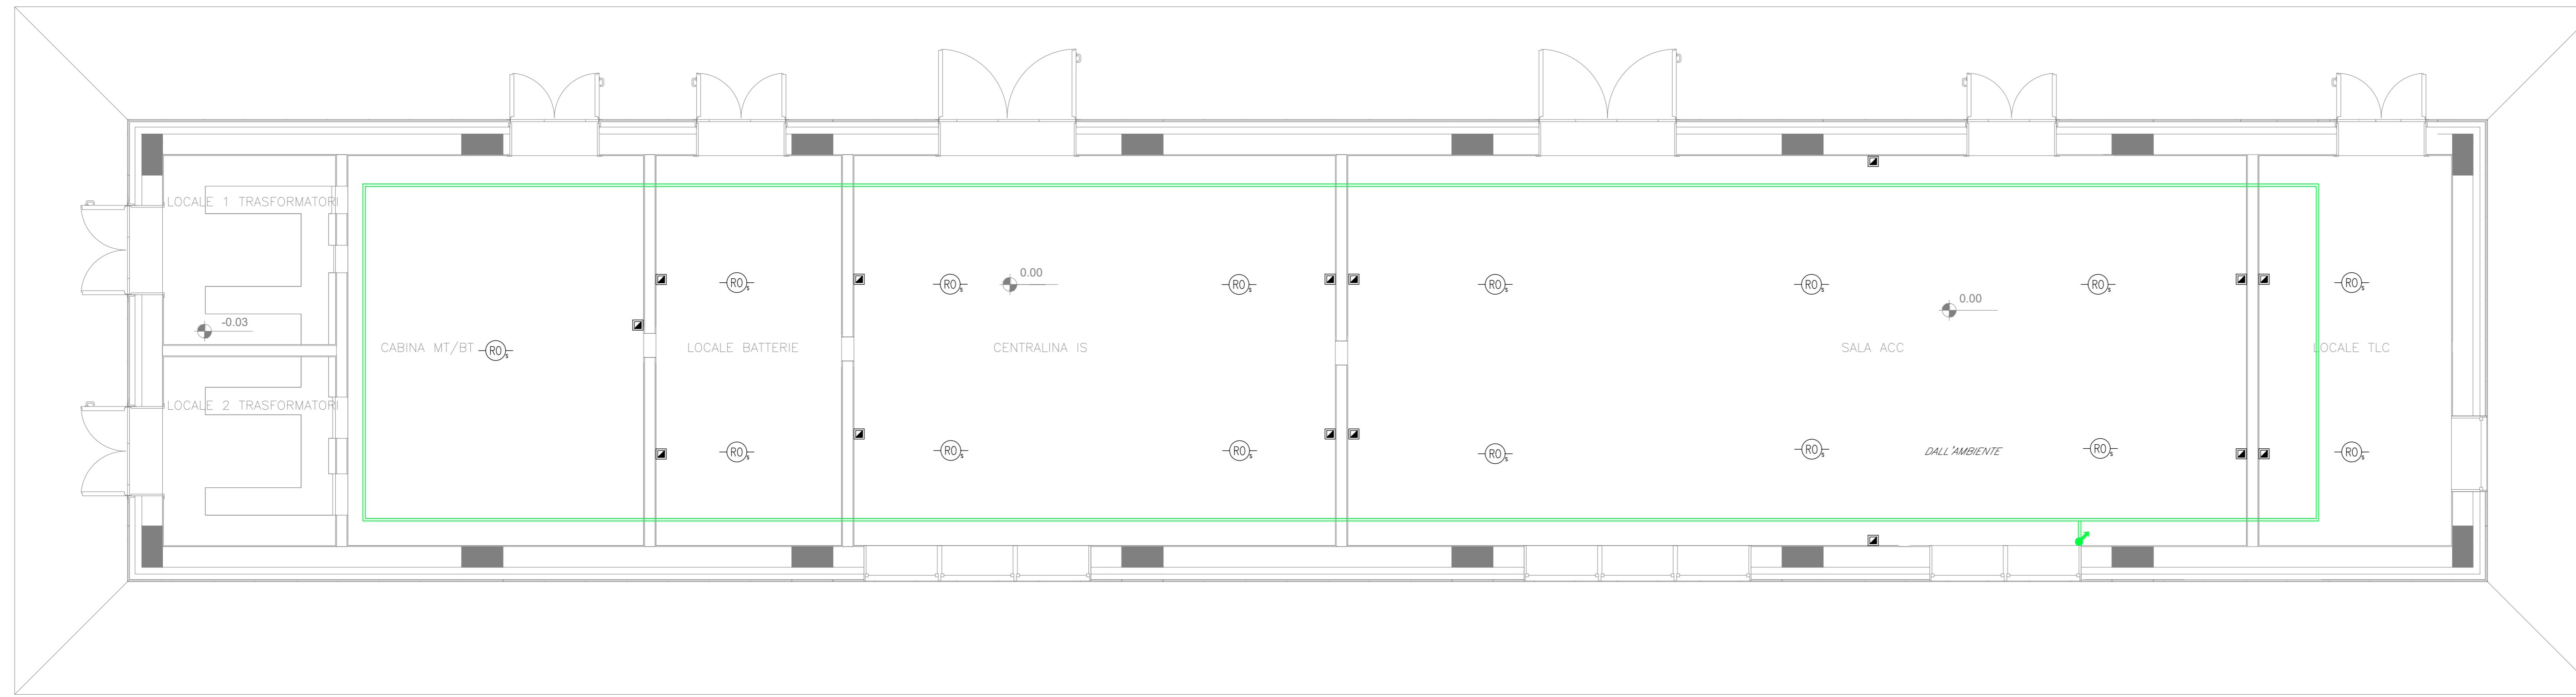 LOCALE 1 TRASFORMATORI
0.00
RO s
RO s
RO s
RO s
RO s
RO s
RO s
0.00
-0.03
CABINA MT/BT
RO s
LOCALE BATTERIE
CENTRALINA IS
SALA ACC
LOCALE TLC
LOCALE 2 TRASFORMATORI
RO s
RO s
RO s
RO s
RO s
DALL'AMBIENTE
RO s
RO s